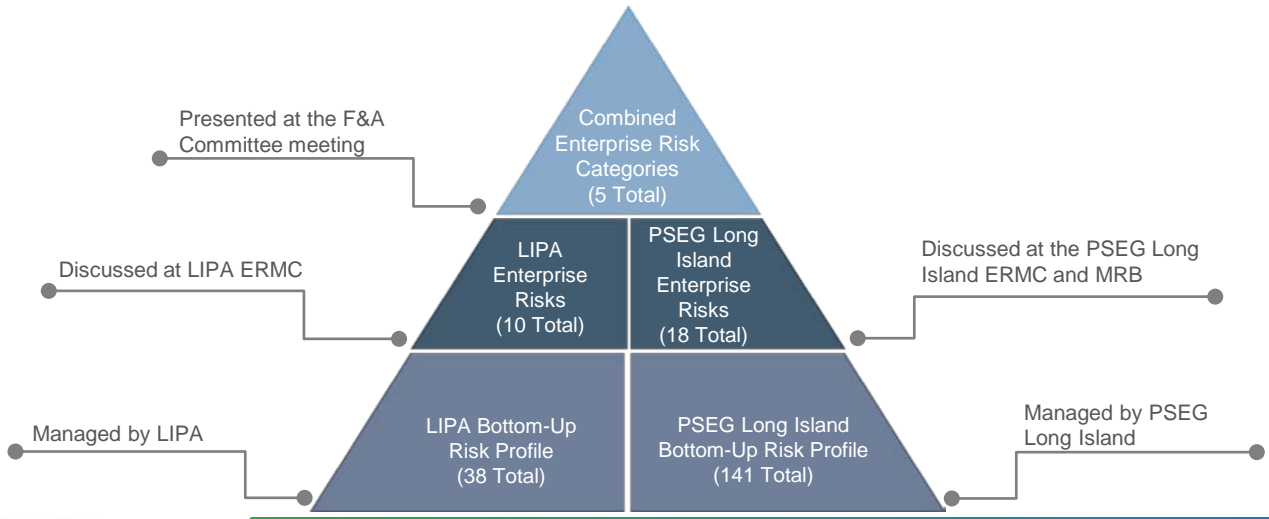 Combined
Enterprise Risk
Categories
(5 Total)
Presented at the F&A
Committee meeting
LIPA
Enterprise
Risks
(10 Total)
PSEG Long
Island
Enterprise
Risks
(18 Total)
Discussed at LIPA ERMC
Discussed at the PSEG Long
Island ERMC and MRB
LIPA Bottom-Up
Risk Profile
(38 Total)
PSEG Long Island
Bottom-Up Risk Profile
(141 Total)
Managed by LIPA
Managed by PSEG
Long Island